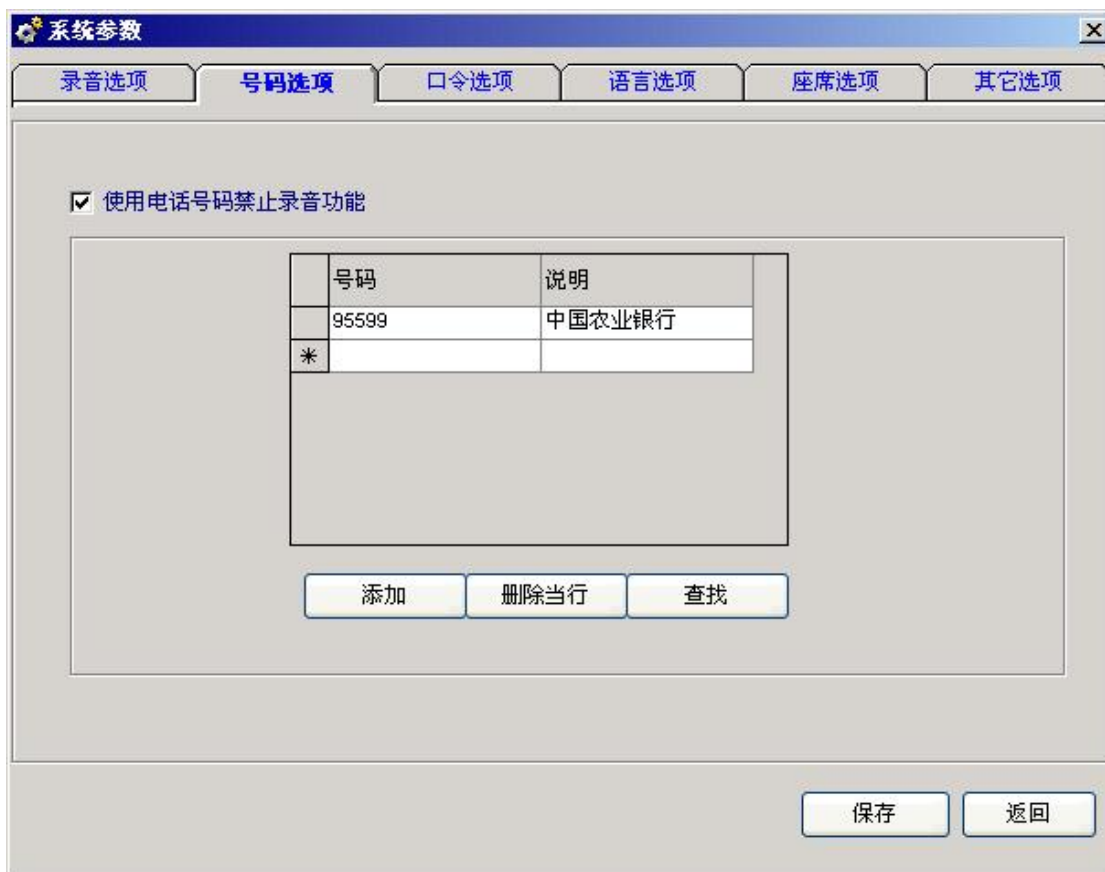 系统参数
录音选项 号码选项 口令选项 语言选项 座席选项 其它选项
使用电话号码禁止录音功能
号码 说明
95599 中国农业银行
*
添加 删除当行 查找
保存 返回